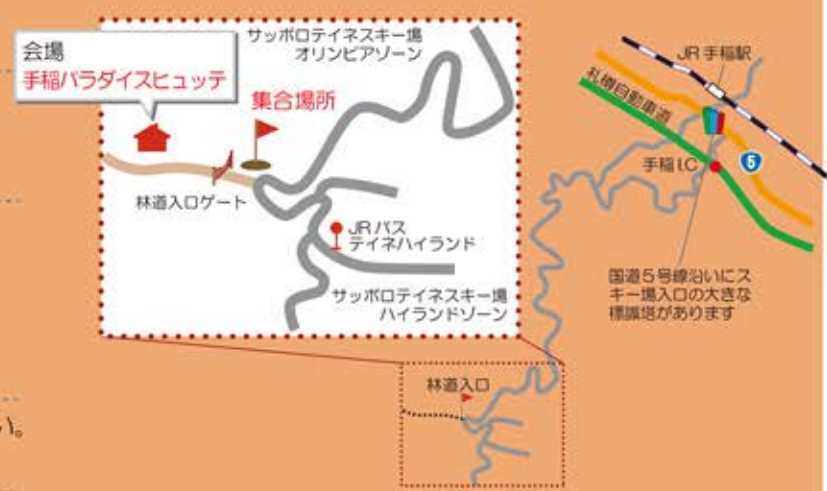 会場
手稲パラダイスヒュッテ
サッポロテイネスキー場
オリンピアゾーン
集合場所
林道入口ゲート
JRバス
テイネハイランド
サッポロテイネスキー場
ハイランドゾーン
JR手稲駅
札樽自動車道
手稲I.C
5
国道5号線沿いにス
キー場入口の大きな
標識塔があります
林道入口
い。